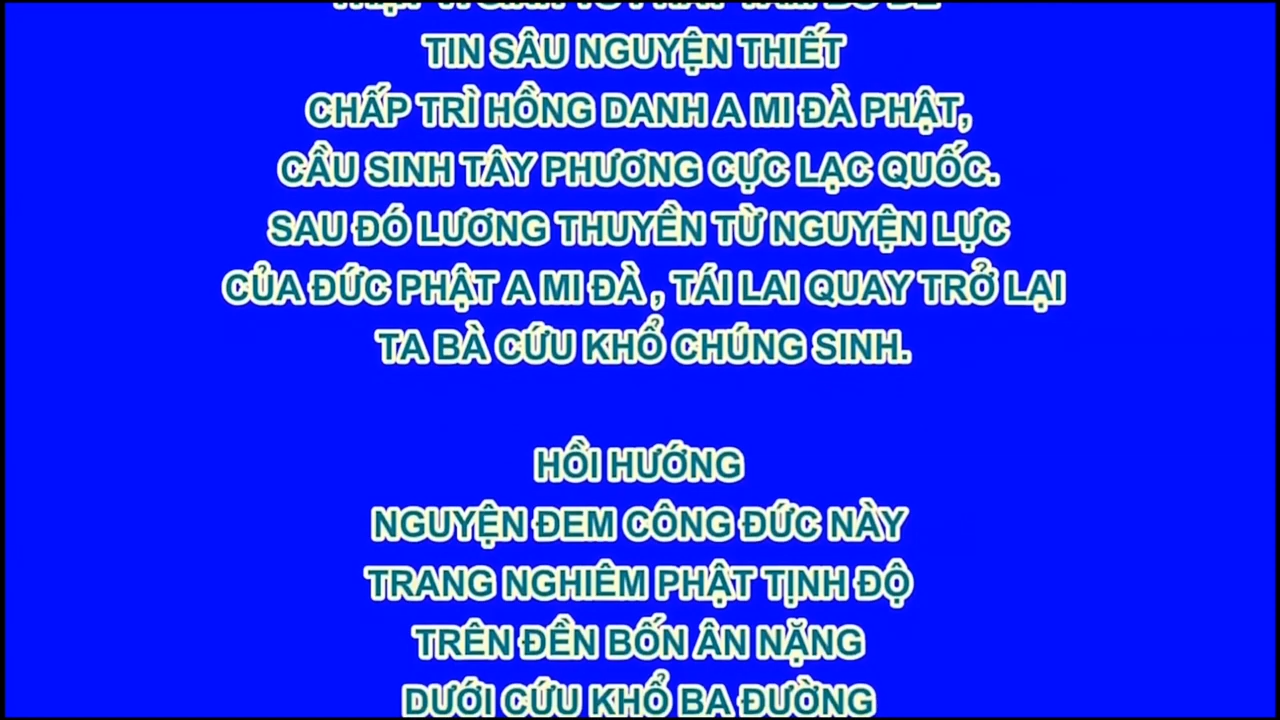 TIN SÂU NGUYỆN THIẾT
CHẤP TRÌ HỒNG DANH A MI ĐÀ PHẬT,
CẦU SINH TÂY PHƯƠNG CỰC LẠC QUỐC.
SAU ĐÓ LƯƠNG THUYỀN TỪ NGUYỆN LỰC
CỦA ĐỨC PHẬT A MI ĐÀ , TÁI LAI QUAY TRỞ LẠI
TA BÀ CỨU KHỔ CHÚNG SINH.
HỒI HƯỚNG
NGUYỆN ĐEM CÔNG ĐỨC NÀY
TRANG NGHIÊM PHẬT TỊNH ĐỘ
TRÊN ĐỀN BỐN ÂN NẶNG
DƯỚI CỨU KHỔ BA ĐƯỜNG